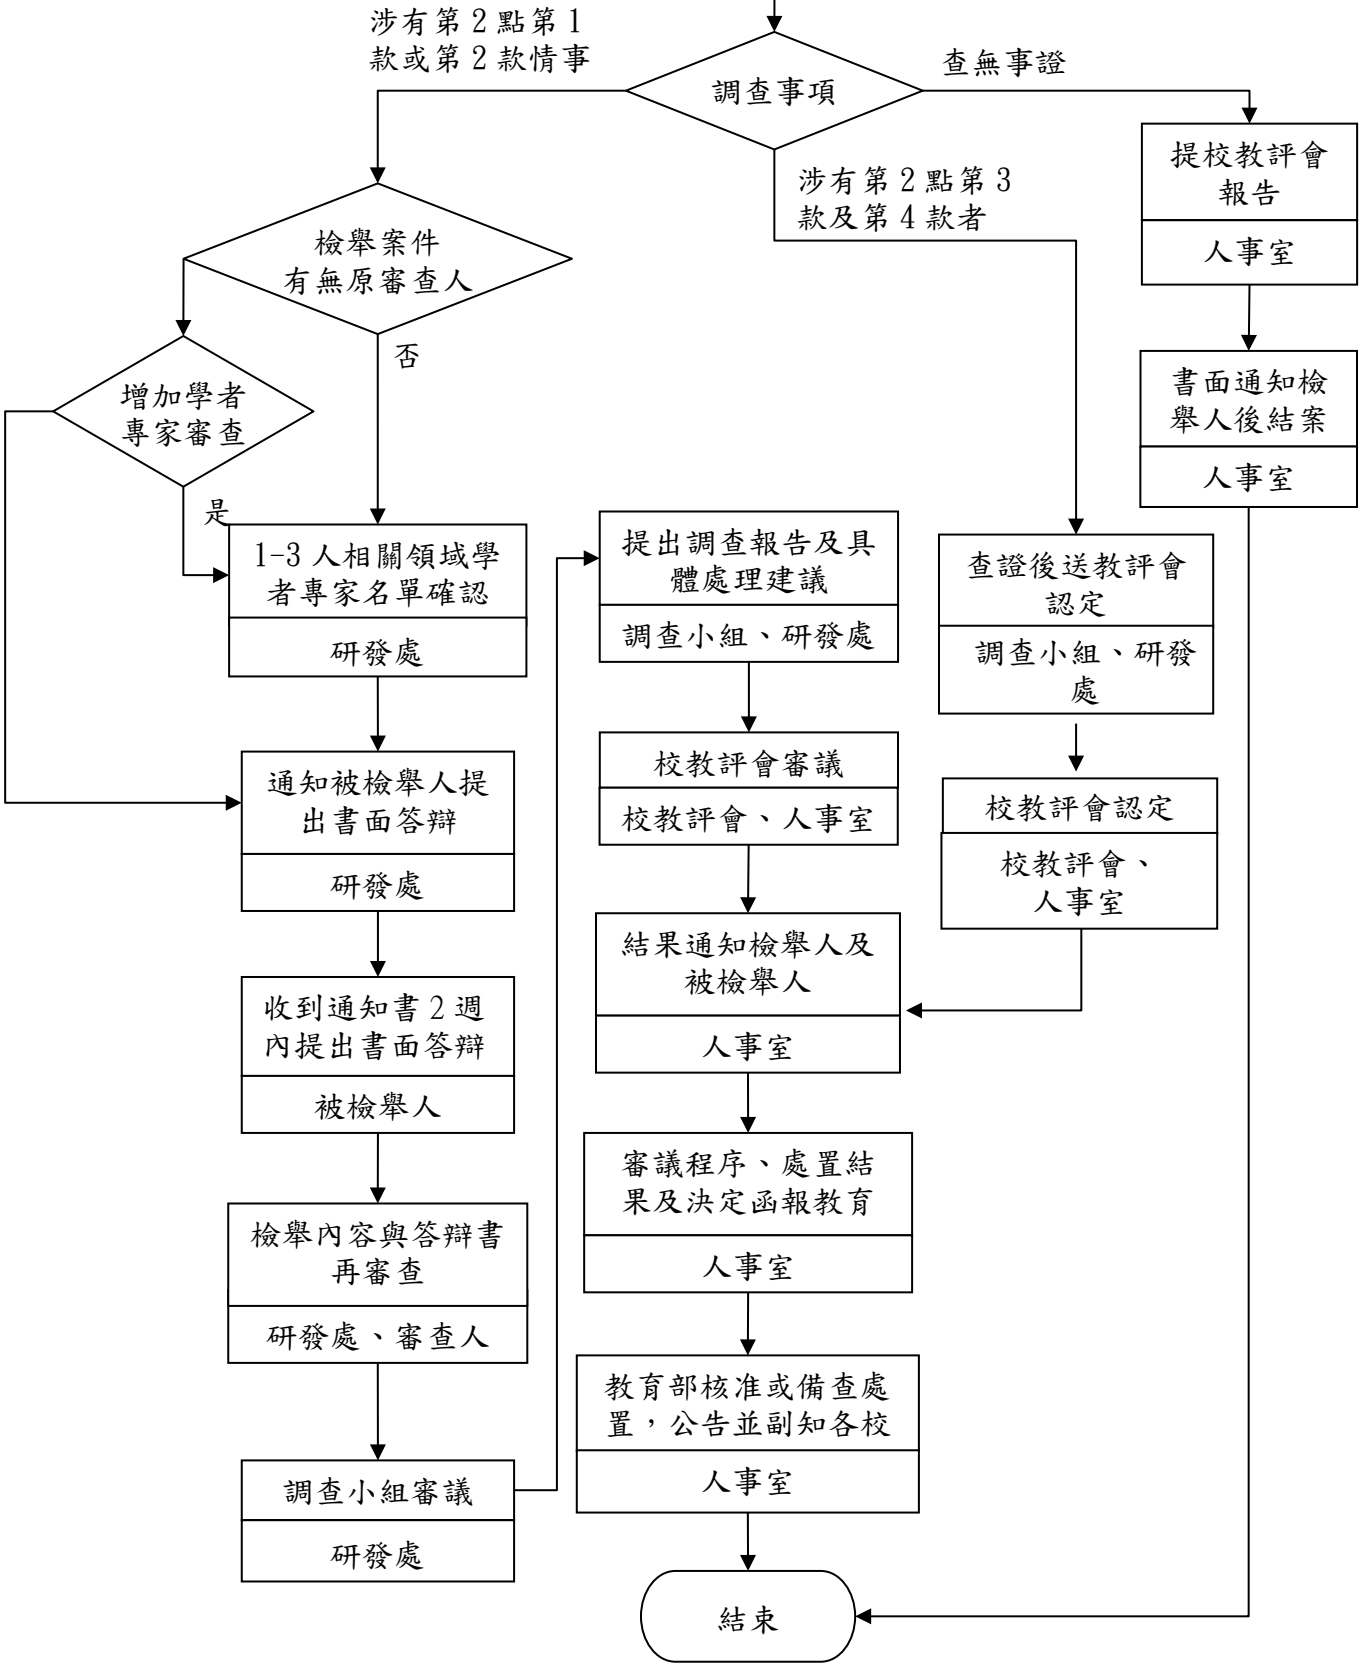 涉有第2點第1
款或第2款情事
調查事項
查無事證
提校教評會
報告
人事室
涉有第2點第3
款及第4款者
檢舉案件
有無原審查人
否
書面通知檢
舉人後結案
人事室
增加學者
專家審查
是
1-3人相關領域學
者專家名單確認
研發處
提出調查報告及具
體處理建議
調查小組、研發處
查證後送教評會
認定
調查小組、研發
處
通知被檢舉人提
出書面答辯
研發處
校教評會審議
校教評會、人事室
校教評會認定
校教評會、
人事室
收到通知書2週
內提出書面答辯
被檢舉人
結果通知檢舉人及
被檢舉人
人事室
檢舉內容與答辯書
再審查
研發處、審查人
審議程序、處置結
果及決定函報教育
人事室
調查小組審議
研發處
教育部核准或備查處
置，公告並副知各校
人事室
結束